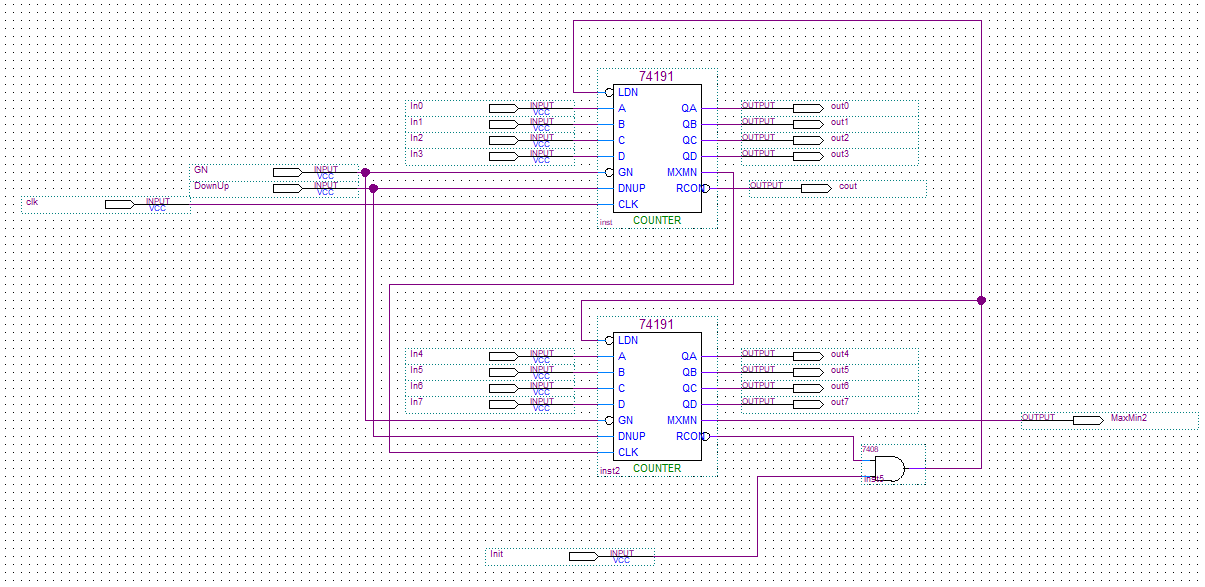 74191
LDN
In0 INPUT VCC A QA OUTPUT out0
In1 INPUT VCC B QB OUTPUT out1
In2 INPUT VCC C QC OUTPUT out2
In3 INPUT VCC D QD OUTPUT out3
GN INPUT VCC GN MXMN
DownUp INPUT VCC DNUP RCON OUTPUT cout
clk INPUT VCC CLK
inst COUNTER
74191
LDN
In4 INPUT VCC A QA OUTPUT out4
In5 INPUT VCC B QB OUTPUT out5
In6 INPUT VCC C QC OUTPUT out6
In7 INPUT VCC D QD OUTPUT out7
GN MXMN OUTPUT MaxMin2
DNUP RCON
CLK 7408
inst2 COUNTER inst5
Init INPUT VCC